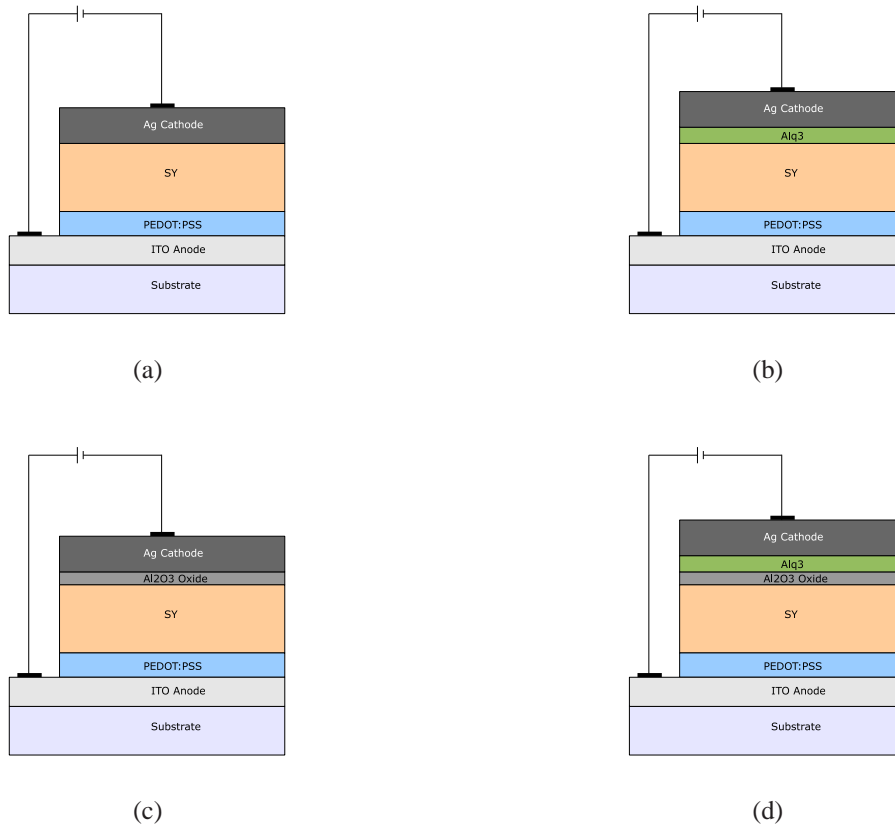 Ag Cathode
SY
PEDOT:PSS
ITO Anode
Substrate
(a)
Ag Cathode
Alq3
SY
PEDOT:PSS
ITO Anode
Substrate
(b)
Ag Cathode
Al2O3 Oxide
SY
PEDOT:PSS
ITO Anode
Substrate
(c)
Ag Cathode
Alq3
Al2O3 Oxide
SY
PEDOT:PSS
ITO Anode
Substrate
(d)